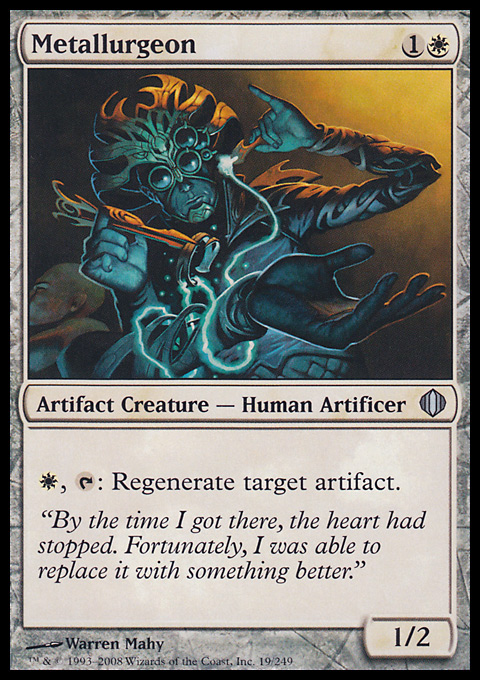 Metallurgeon 1
Artifact Creature — Human Artificer
, : Regenerate target artifact.
“By the time I got there, the heart had
stopped. Fortunately, I was able to
replace it with something better.”
Warren Mahy
1/2
™ & © 1993–2008 Wizards of the Coast, Inc. 19/249